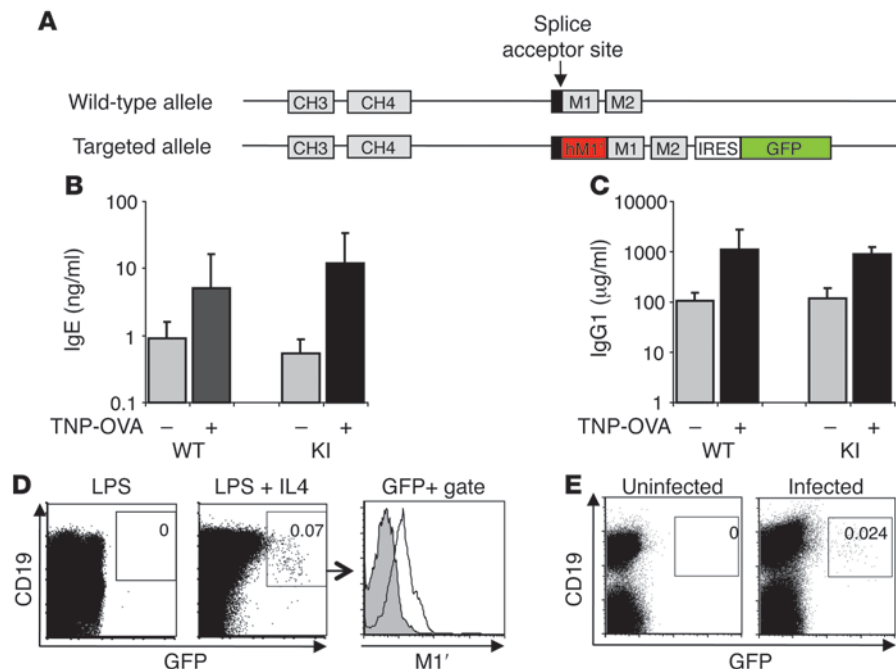 A
Splice
acceptor site
Wild-type allele
CH3 CH4 M1 M2
Targeted allele
CH3 CH4 hM1′ M1 M2 IRES GFP
B
IgE (ng/ml)
100
10
1
0.1
TNP-OVA – + – +
WT KI
C
IgG1 (μg/ml)
10000
1000
100
10
1
TNP-OVA – + – +
WT KI
D
LPS LPS + IL4 GFP+ gate
0 0.07
CD19
GFP M1′
E
Uninfected Infected
0 0.024
CD19
GFP